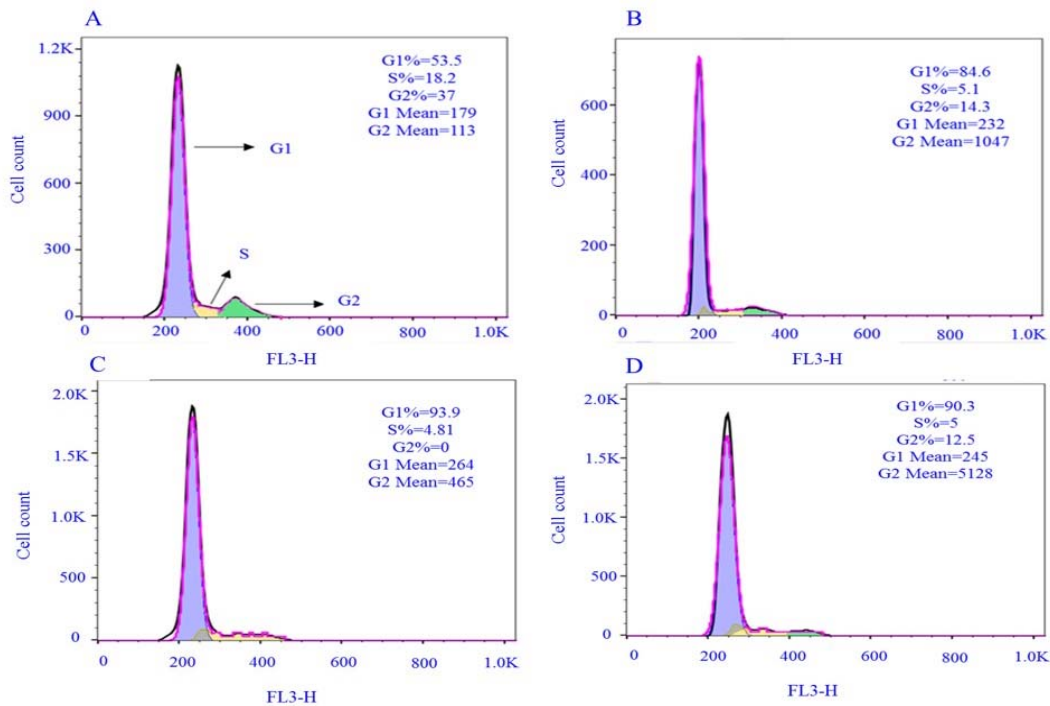 A
1.2K
900
600
300
0
Cell count
G1%=53.5
S%=18.2
G2%=37
G1 Mean=179
G2 Mean=113
G1
S
G2
0 200 400 600 800 1.0K
FL3-H
B
600
400
200
0
Cell count
G1%=84.6
S%=5.1
G2%=14.3
G1 Mean=232
G2 Mean=1047
0 200 400 600 800 1.0K
FL3-H
C
2.0K
1.5K
1.0K
500
0
Cell count
G1%=93.9
S%=4.81
G2%=0
G1 Mean=264
G2 Mean=465
0 200 400 600 800 1.0K
FL3-H
D
2.0K
1.5K
1.0K
500
0
Cell count
G1%=90.3
S%=5
G2%=12.5
G1 Mean=245
G2 Mean=5128
0 200 400 600 800 1.0K
FL3-H